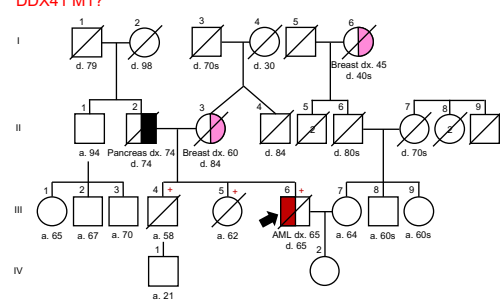 DDX41 MT?
I
1 2 3 4 5 6
d. 79 d. 98 d. 70s d. 30 Breast dx. 45
d. 40s
II
1 2 3 4 5 6 7 8 9
2 2
a. 94 Pancreas dx. 74 Breast dx. 60 d. 84 d. 80s d. 70s
d. 74 d. 84
III
1 2 3 4 + 5 + 6 + 7 8 9
a. 65 a. 67 a. 70 a. 58 a. 62 AML dx. 65 a. 64 a. 60s a. 60s
d. 65
IV
1 2
a. 21